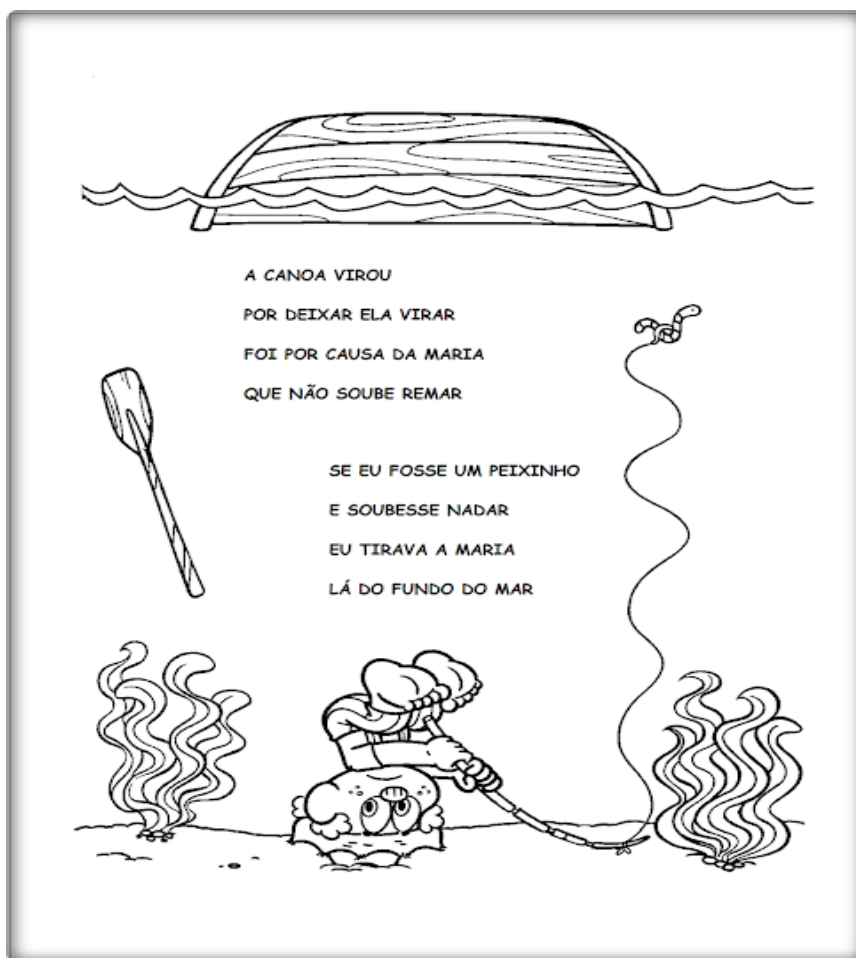 A CANOA VIROU
POR DEIXAR ELA VIRAR
FOI POR CAUSA DA MARIA
QUE NÃO SOUBE REMAR
SE EU FOSSE UM PEIXINHO
E SOUBESSE NADAR
EU TIRAVA A MARIA
LÁ DO FUNDO DO MAR